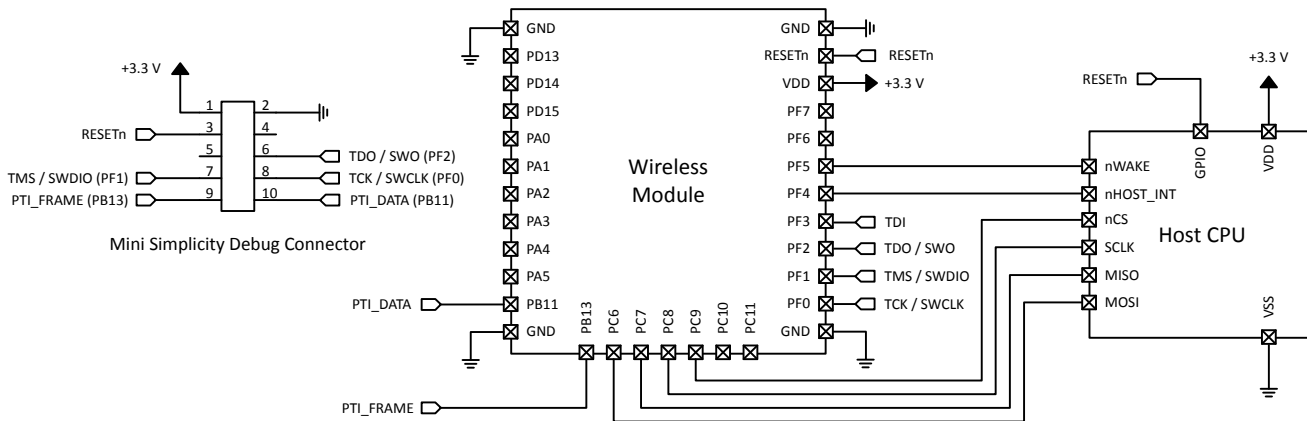 +3.3 V
1
2
RESETn
3
4
5
6
TDO / SWO (PF2)
TMS / SWDIO (PF1)
7
8
TCK / SWCLK (PF0)
PTI_FRAME (PB13)
9
10
PTI_DATA (PB11)
Mini Simplicity Debug Connector
Wireless
Module
GND
PD13
PD14
PD15
PA0
PA1
PA2
PA3
PA4
PA5
PTI_DATA
PB11
GND
PB13
PC6
PC7
PC8
PC9
PC10
PC11
PTI_FRAME
GND
RESETn
RESETn
VDD
+3.3 V
PF7
PF6
PF5
PF4
PF3
TDI
PF2
TDO / SWO
PF1
TMS / SWDIO
PF0
TCK / SWCLK
GND
+3.3 V
RESETn
GPIO
VDD
nWAKE
nHOST_INT
nCS
SCLK
MISO
MOSI
Host CPU
VSS